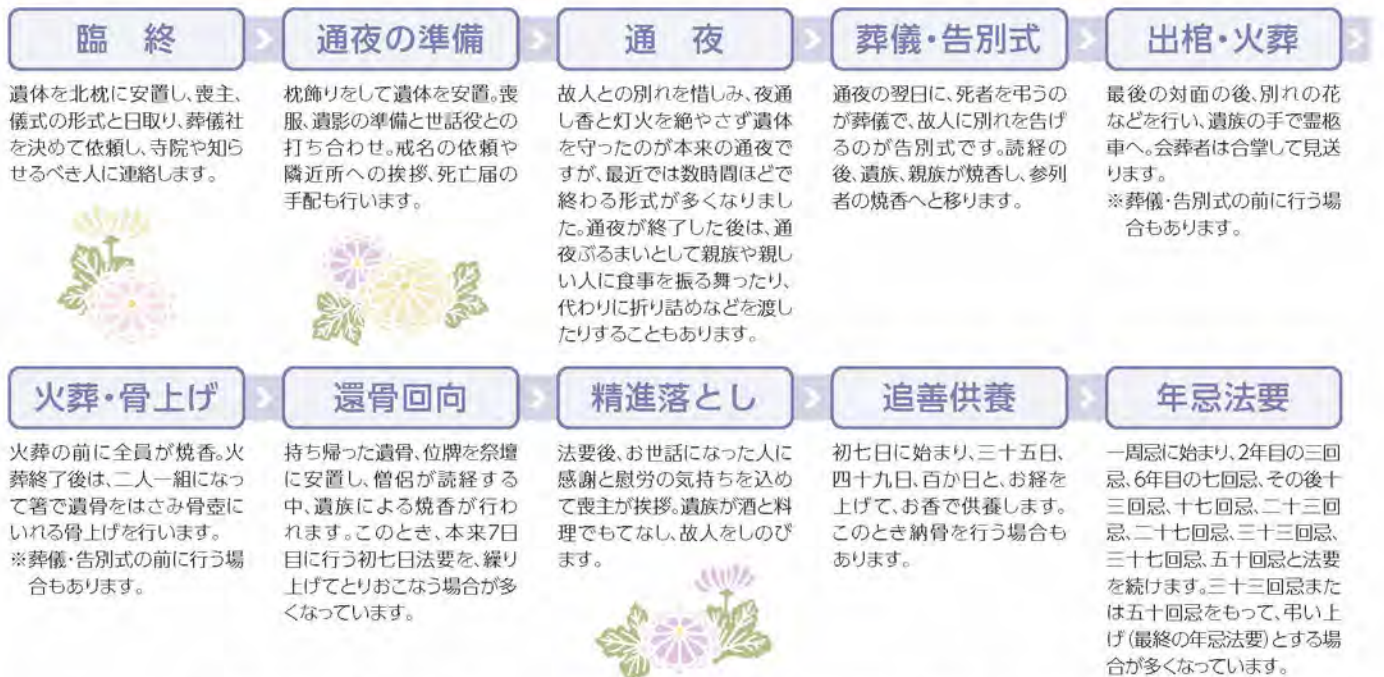 臨 終
遺体を北枕に安置し、喪主、
儀式の形式と日取り、葬儀社
を決めて依頼し、寺院や知ら
せるべき人に連絡します。
通夜の準備
枕飾りをして遺体を安置。喪
服、遺影の準備と世話役との
打ち合わせ。戒名の依頼や
隣近所への挨拶、死亡届の
手配も行います。
通 夜
故人との別れを惜しみ、夜通
し香と灯火を絶やさず遺体
を守ったのが本来の通夜で
すが、最近では数時間ほどで
終わる形式が多くなりまし
た。通夜が終了した後は、通
夜ぶるまいとして親族や親し
い人に食事を振る舞ったり、
代わりに折り詰めなどを渡し
たりすることもあります。
葬儀・告別式
通夜の翌日に、死者を弔うの
が葬儀で、故人に別れを告げ
るのが告別式です。読経の
後、遺族、親族が焼香し、参列
者の焼香へと移ります。
出棺・火葬
最後の対面の後、別れの花
などを行い、遺族の手で霊柩
車へ。会葬者は合掌して見送
ります。
※葬儀・告別式の前に行う場
合もあります。
火葬・骨上げ
火葬の前に全員が焼香。火
葬終了後は、二人一組になっ
て箸で遺骨をはさみ骨壺に
いれる骨上げを行います。
※葬儀・告別式の前に行う場
合もあります。
還骨回向
持ち帰った遺骨、位牌を祭壇
に安置し、僧侶が読経する
中、遺族による焼香が行わ
れます。このとき、本来7日
目に行う初七日法要を、繰り
上げてとりおこなう場合が多
くなっています。
精進落とし
法要後、お世話になった人に
感謝と慰労の気持ちを込め
て喪主が挨拶。遺族が酒と料
理でもてなし、故人をしのび
ます。
追善供養
初七日に始まり、三十五日、
四十九日、百か日と、お経を
上げて、お香で供養します。
このとき納骨を行う場合も
あります。
年忌法要
一周忌に始まり、2年目の三回
忌、6年目の七回忌、その後十
三回忌、十七回忌、二十三回
忌、二十七回忌、三十三回忌、
三十七回忌、五十回忌と法要
を続けます。三十三回忌また
は五十回忌をもって、弔い上
げ（最終の年忌法要）とする場
合が多くなっています。